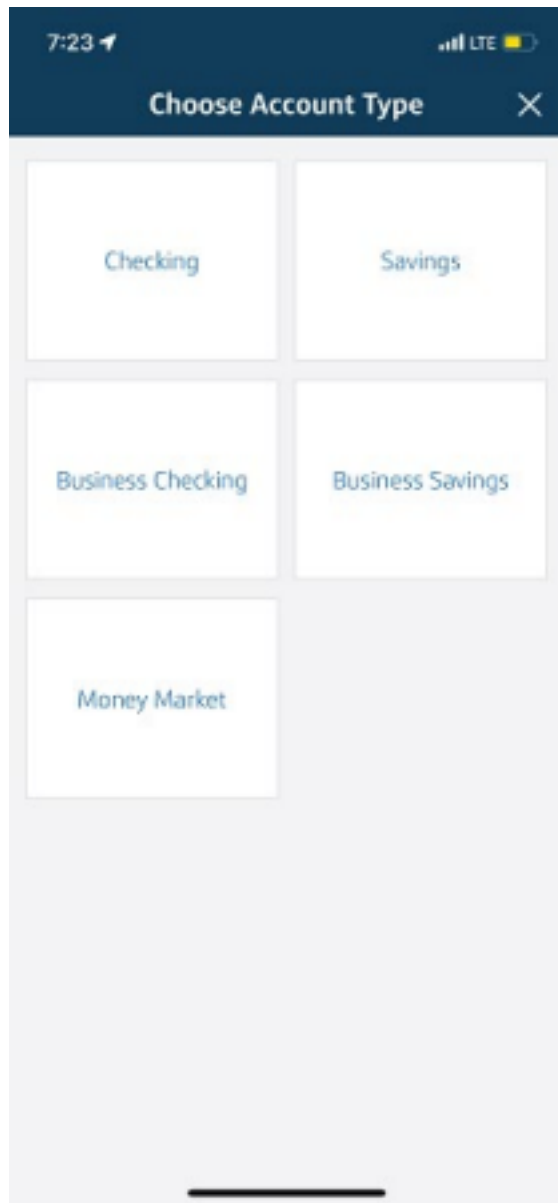 7:23 LTE
Choose Account Type
Checking Savings
Business Checking Business Savings
Money Market